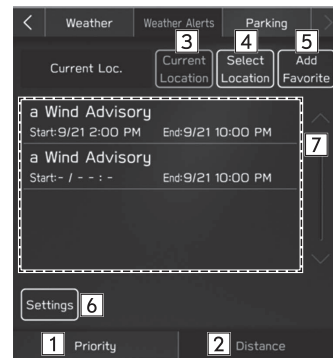 Weather Weather Alerts Parking
3 4 5
Current Loc. Current Location Select Location Add Favorite
a Wind Advisory
Start:9/21 2:00 PM End:9/21 10:00 PM
7
a Wind Advisory
Start:- / - - : - End:9/21 10:00 PM
Settings 6
1 Priority 2 Distance